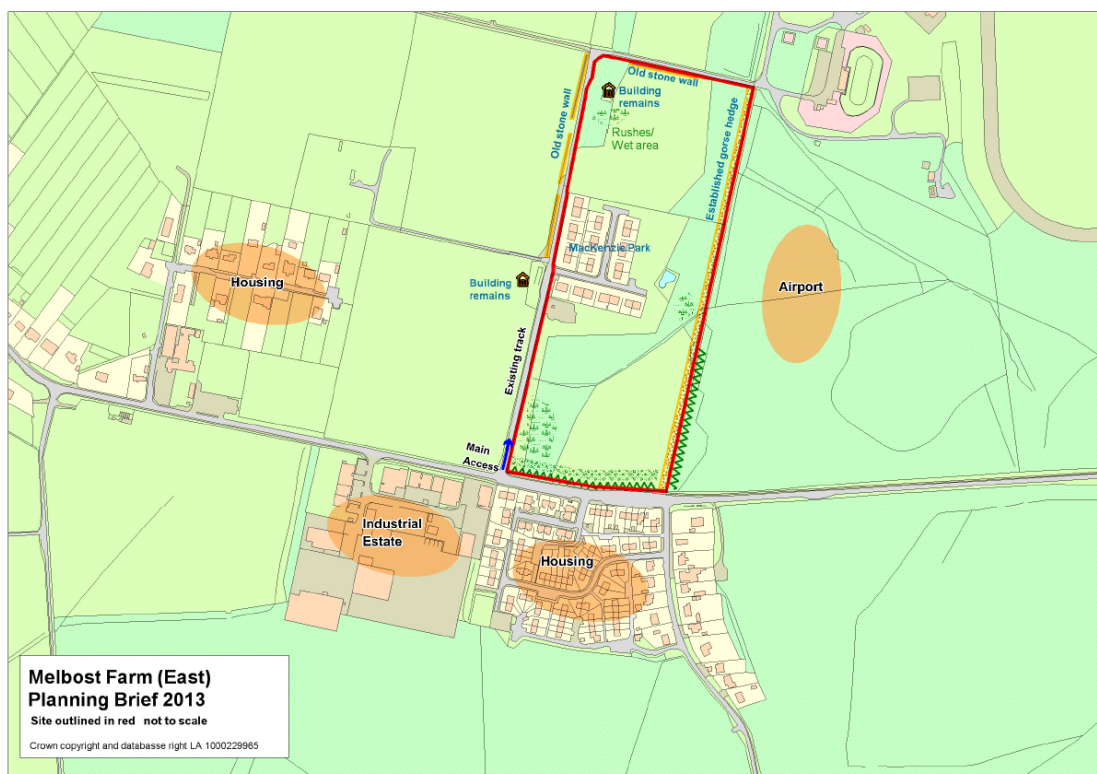 Old stone wall
Building
remains
Rushes/
Wet area
Old stone wall
Established gorse hedge
MacKenzie Park
Housing
Building
remains
Airport
Existing track
Main
Access
Industrial
Estate
Housing
Melbost Farm (East)
Planning Brief 2013
Site outlined in red not to scale
Crown copyright and databasse right LA 1000229965